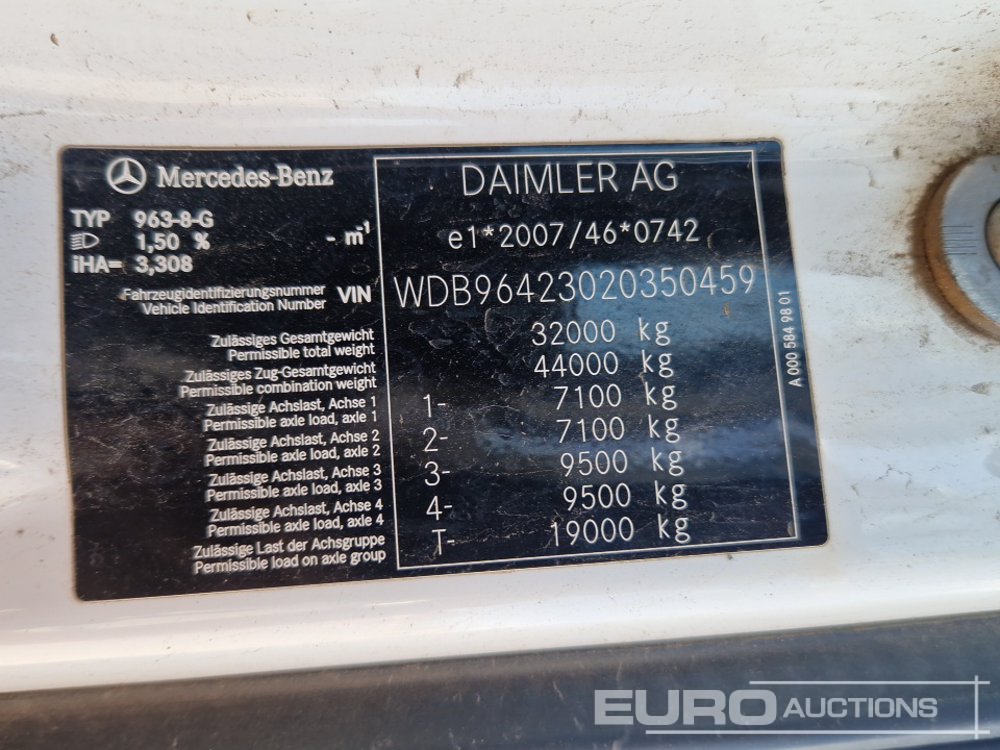 Mercedes-Benz
TYP 963-8-G
1,50 % - m⁻¹
iHA= 3,308
DAIMLER AG
e1*2007/46*0742
Fahrzeugidentifizierungsnummer
Vehicle Identification Number VIN WDB96423020350459
Zulässiges Gesamtgewicht
Permissible total weight 32000 kg
Zulässiges Zug-Gesamtgewicht
Permissible combination weight 44000 kg
Zulässige Achslast, Achse 1
Permissible axle load, axle 1 1- 7100 kg
Zulässige Achslast, Achse 2
Permissible axle load, axle 2 2- 7100 kg
Zulässige Achslast, Achse 3
Permissible axle load, axle 3 3- 9500 kg
Zulässige Achslast, Achse 4
Permissible axle load, axle 4 4- 9500 kg
Zulässige Last der Achsgruppe
Permissible load on axle group T- 19000 kg
A 000 584 98 01
EURO AUCTIONS